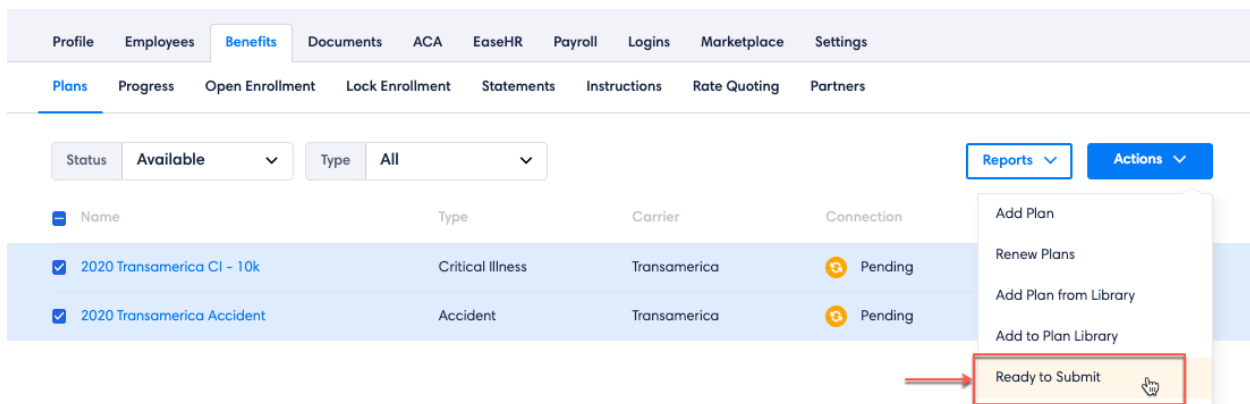 Profile Employees Benefits Documents ACA EaseHR Payroll Logins Marketplace Settings
Plans Progress Open Enrollment Lock Enrollment Statements Instructions Rate Quoting Partners
Status Available Type All Reports Actions
Name Type Carrier Connection
2020 Transamerica CI - 10k Critical Illness Transamerica Pending
2020 Transamerica Accident Accident Transamerica Pending
Add Plan
Renew Plans
Add Plan from Library
Add to Plan Library
Ready to Submit